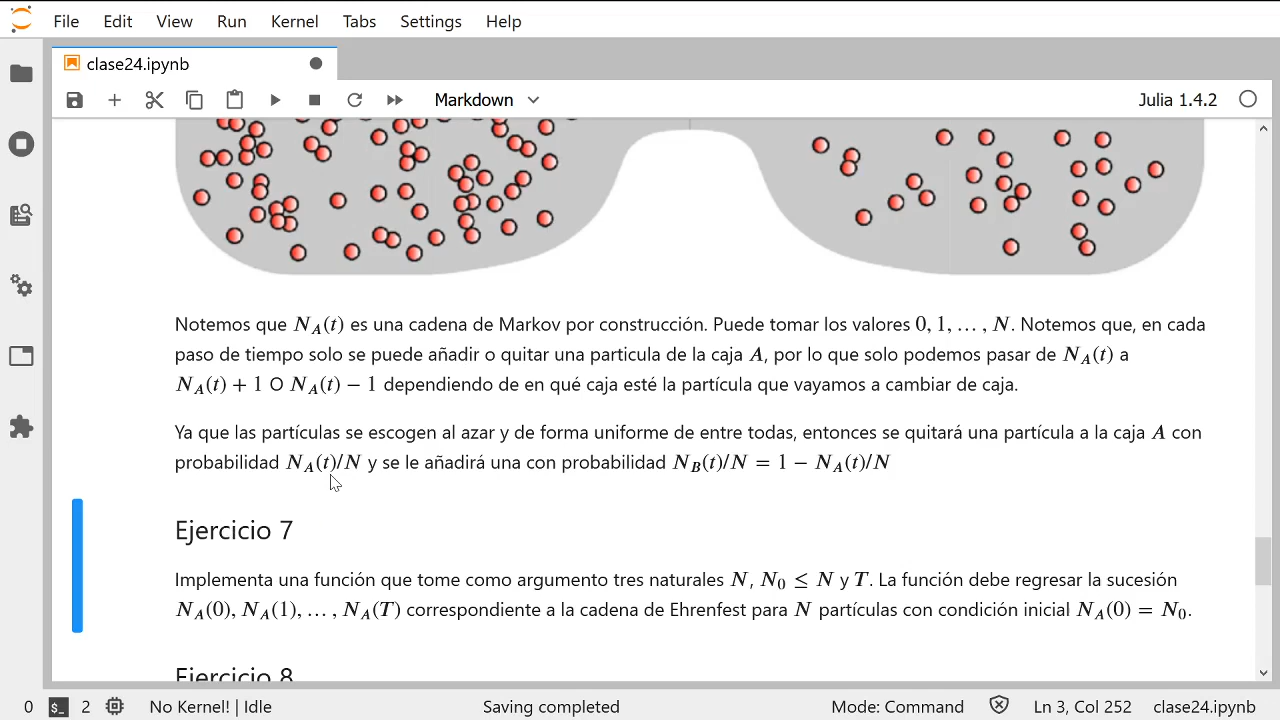 File Edit View Run Kernel Tabs Settings Help
clase24.ipynb
Markdown
Julia 1.4.2
Notemos que N_A(t) es una cadena de Markov por construcción. Puede tomar los valores 0, 1, … , N. Notemos que, en cada
paso de tiempo solo se puede añadir o quitar una particula de la caja A, por lo que solo podemos pasar de N_A(t) a
N_A(t) + 1 O N_A(t) − 1 dependiendo de en qué caja esté la partícula que vayamos a cambiar de caja.
Ya que las partículas se escogen al azar y de forma uniforme de entre todas, entonces se quitará una partícula a la caja A con
probabilidad N_A(t)/N y se le añadirá una con probabilidad N_B(t)/N = 1 − N_A(t)/N
Ejercicio 7
Implementa una función que tome como argumento tres naturales N, N_0 ≤ N y T. La función debe regresar la sucesión
N_A(0), N_A(1), … , N_A(T) correspondiente a la cadena de Ehrenfest para N partículas con condición inicial N_A(0) = N_0.
Ejercicio 8
0 $_ 2 No Kernel! | Idle Saving completed Mode: Command Ln 3, Col 252 clase24.ipynb